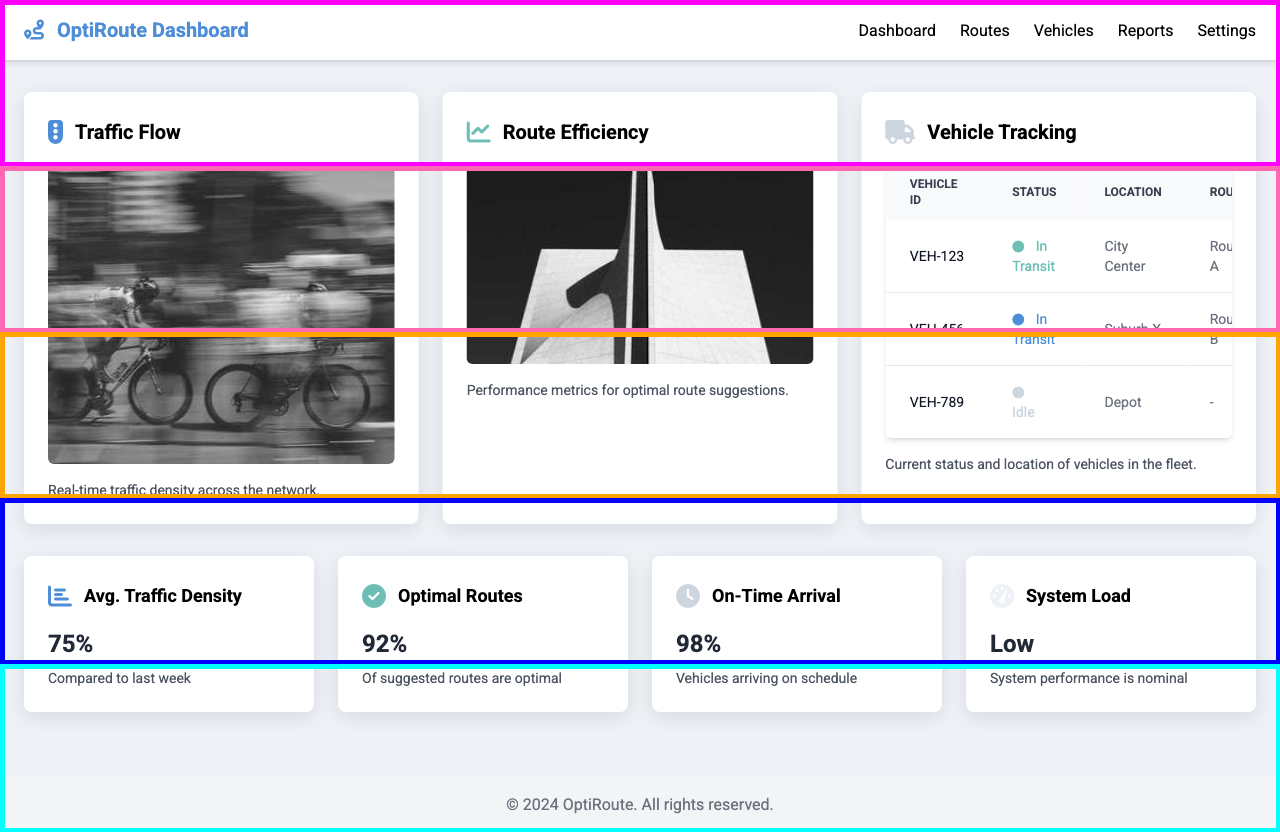 OptiRoute Dashboard
Dashboard Routes Vehicles Reports Settings
Traffic Flow
Real-time traffic density across the network.
Route Efficiency
Performance metrics for optimal route suggestions.
Vehicle Tracking
VEHICLE ID STATUS LOCATION ROU
VEH-123 In Transit City Center Rou A
VEH-456 In Transit Suburb X Rou B
VEH-789 Idle Depot -
Current status and location of vehicles in the fleet.
Avg. Traffic Density
75%
Compared to last week
Optimal Routes
92%
Of suggested routes are optimal
On-Time Arrival
98%
Vehicles arriving on schedule
System Load
Low
System performance is nominal
© 2024 OptiRoute. All rights reserved.